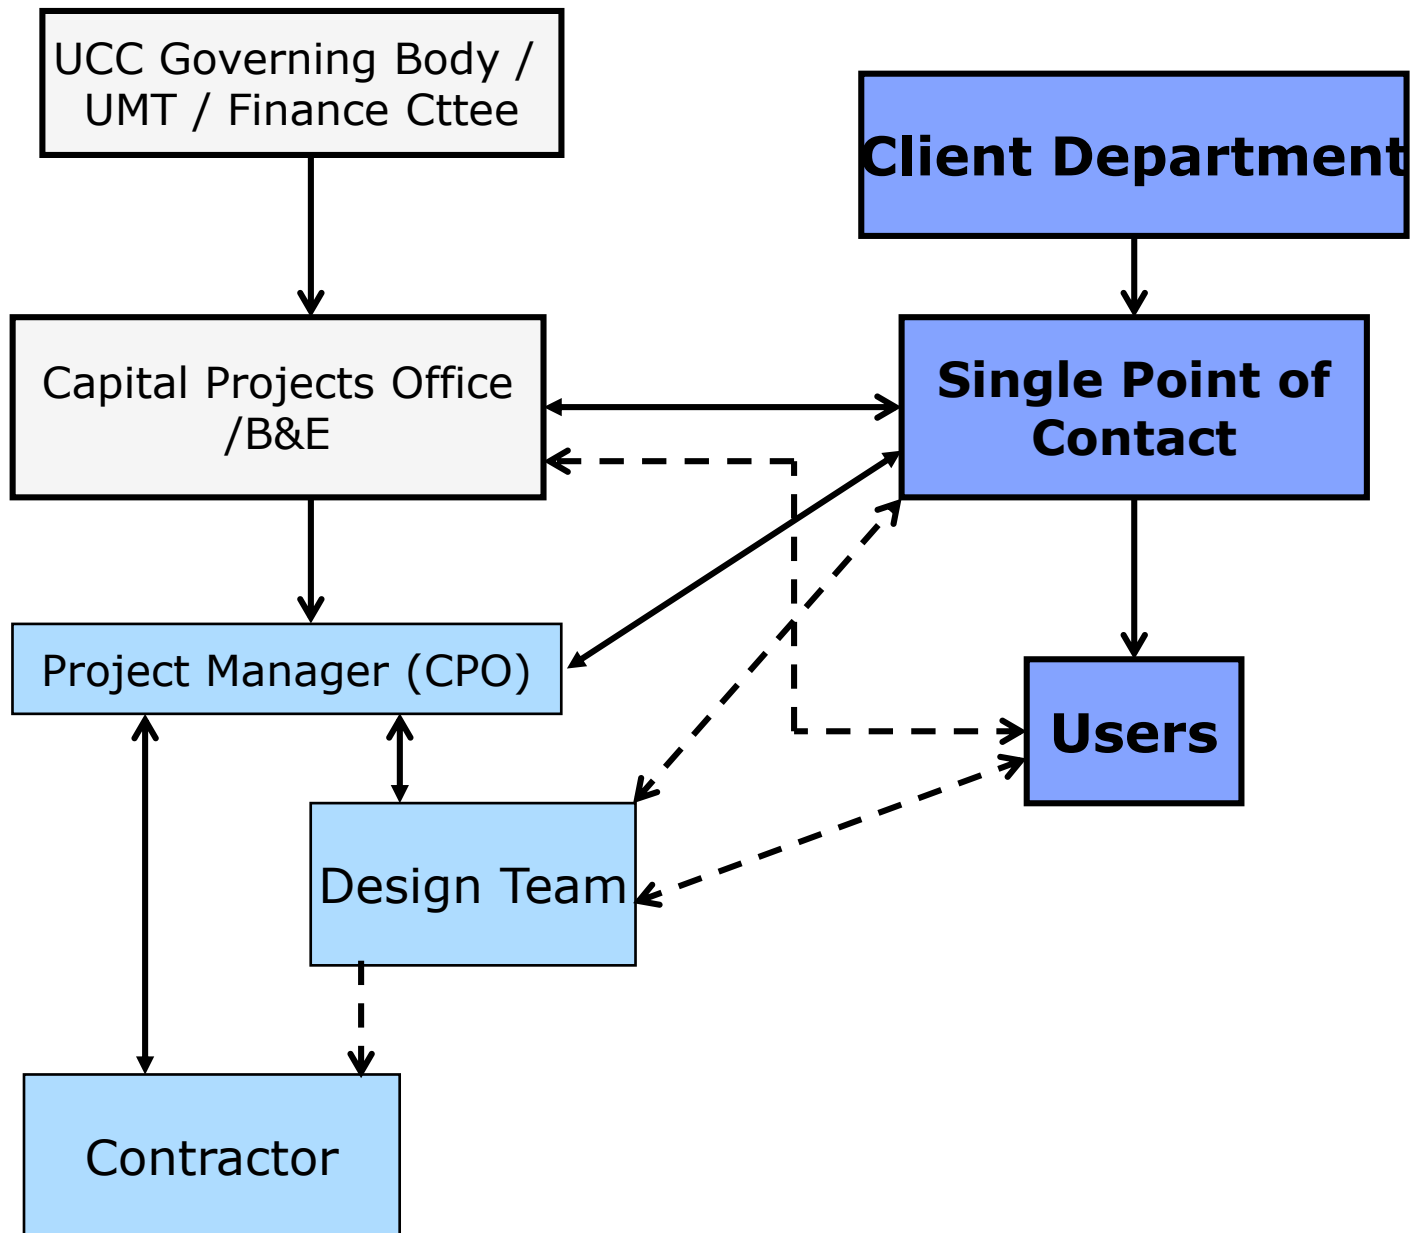 UCC Governing Body /
UMT / Finance Cttee
Client Department
Capital Projects Office
/B&E
Single Point of
Contact
Project Manager (CPO)
Users
Design Team
Contractor